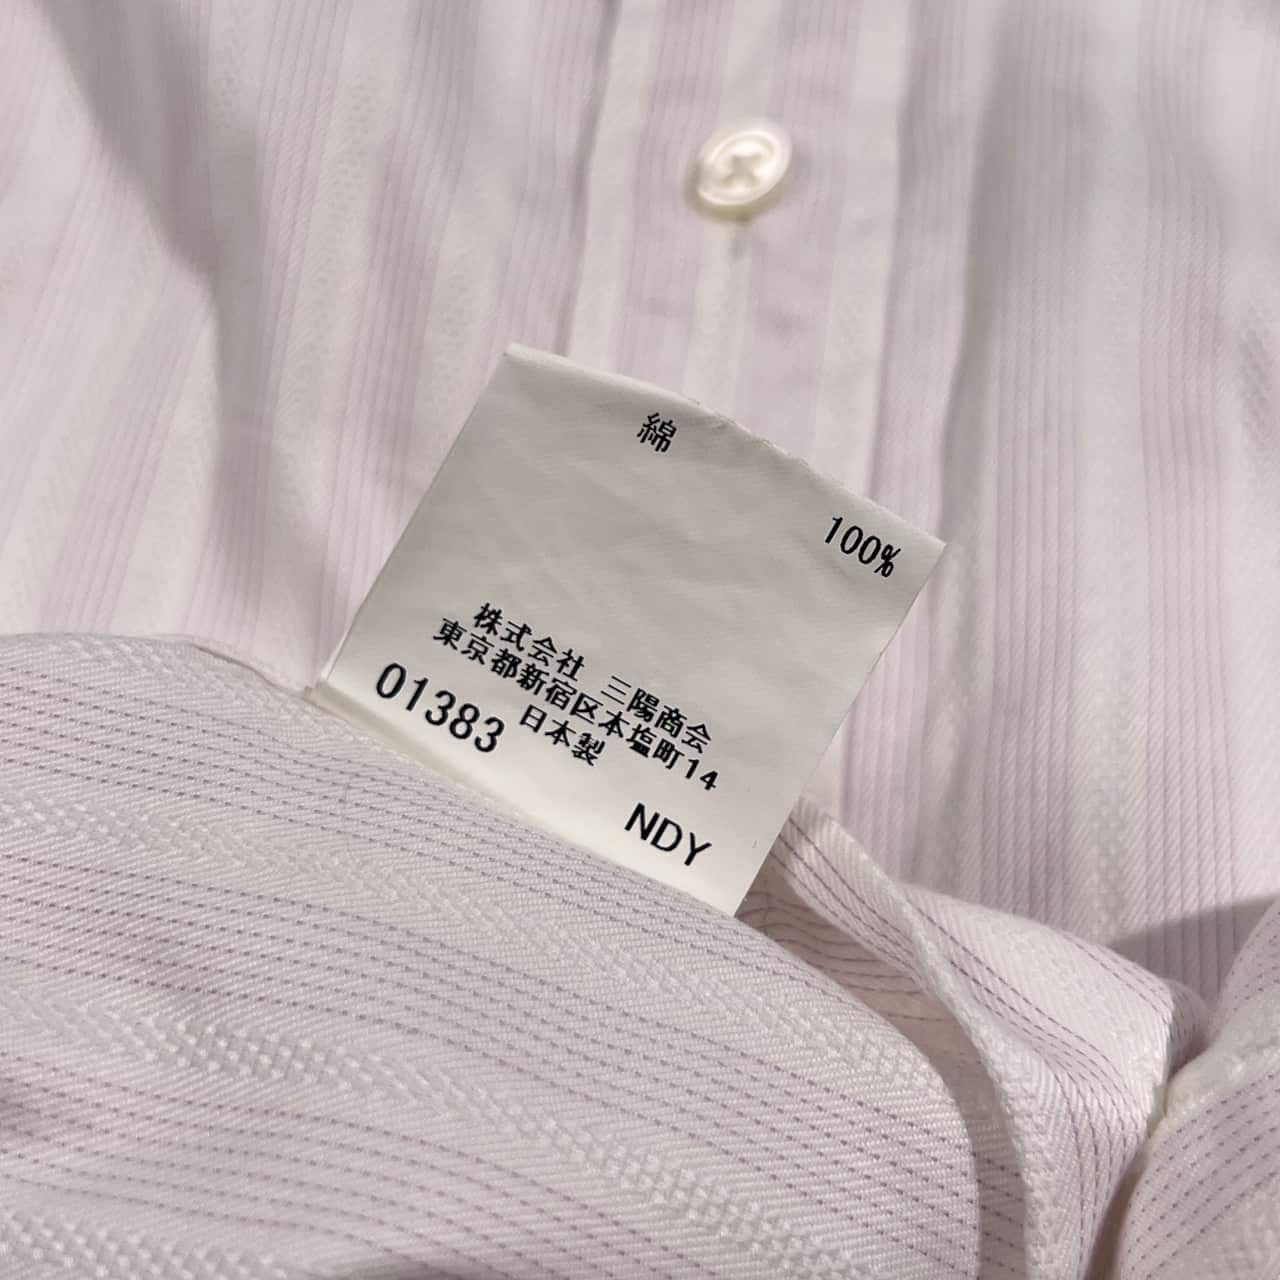 綿 100%
株式会社 三陽商会
東京都新宿区本塩町14
01383 日本製
NDY